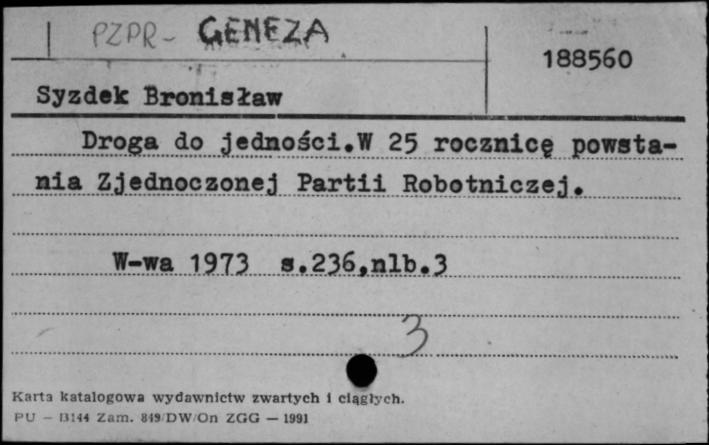 PZPR - GENEZA
188560
Syzdek Bronisław
Droga do jedności.W 25 rocznicę powsta-
nia Zjednoczonej Partii Robotniczej.
W-wa 1973 s.236,nlb.3
3
Karta katalogowa wydawnictw zwartych i ciągłych.
PU — B144 Zam. 849/DW/On ZGG — 1991